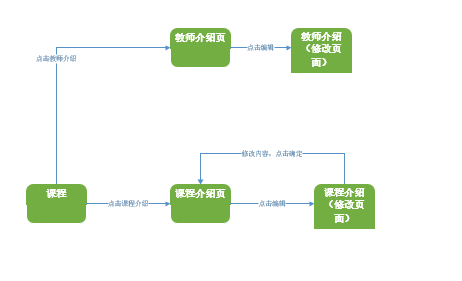 教师介绍页
点击编辑
教师介绍
（修改页
面）
点击教师介绍
修改内容，点击确定
课程
点击课程介绍
课程介绍页
点击编辑
课程介绍
（修改页
面）